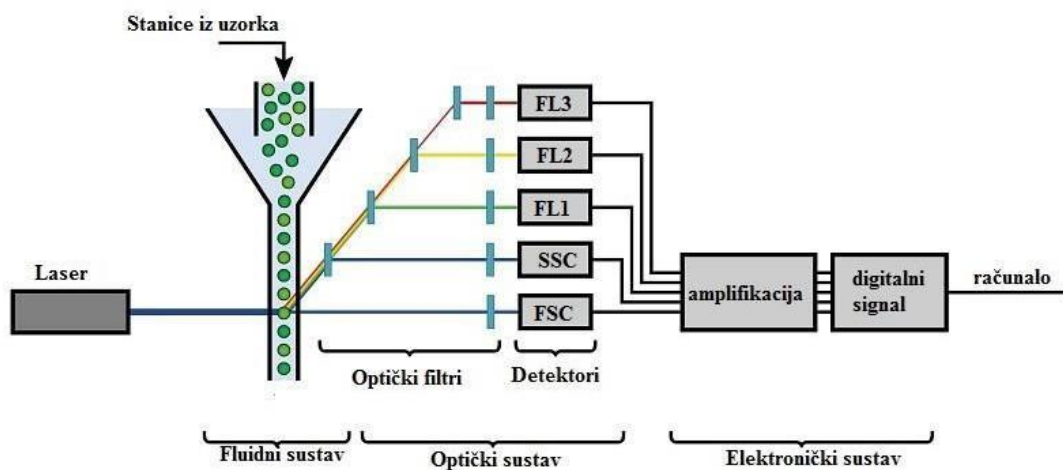 Stanice iz uzorka
FL3
FL2
FL1
SSC
FSC
Laser
amplifikacija
digitalni
signal
računalo
Optički filtri
Detektori
Fluidni sustav
Optički sustav
Elektronički sustav